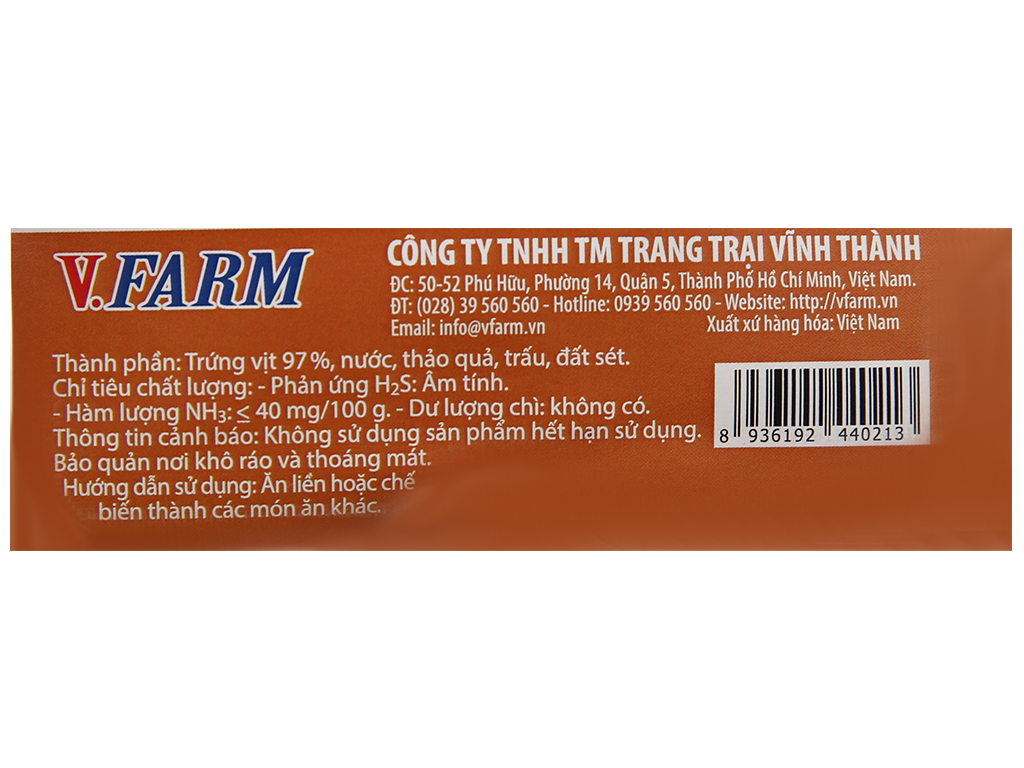 V.FARM
CÔNG TY TNHH TM TRANG TRẠI VĨNH THÀNH
ĐC: 50-52 Phú Hữu, Phường 14, Quận 5, Thành Phố Hồ Chí Minh, Việt Nam.
ĐT: (028) 39 560 560 - Hotline: 0939 560 560 - Website: http://vfarm.vn
Email: info@vfarm.vn Xuất xứ hàng hóa: Việt Nam
Thành phần: Trứng vịt 97%, nước, thảo quả, trấu, đất sét.
Chỉ tiêu chất lượng: - Phản ứng H₂S: Âm tính.
- Hàm lượng NH₃: ≤ 40 mg/100 g. - Dư lượng chì: không có.
Thông tin cảnh báo: Không sử dụng sản phẩm hết hạn sử dụng.
Bảo quản nơi khô ráo và thoáng mát.
Hướng dẫn sử dụng: Ăn liền hoặc chế
biến thành các món ăn khác.
8 936192 440213